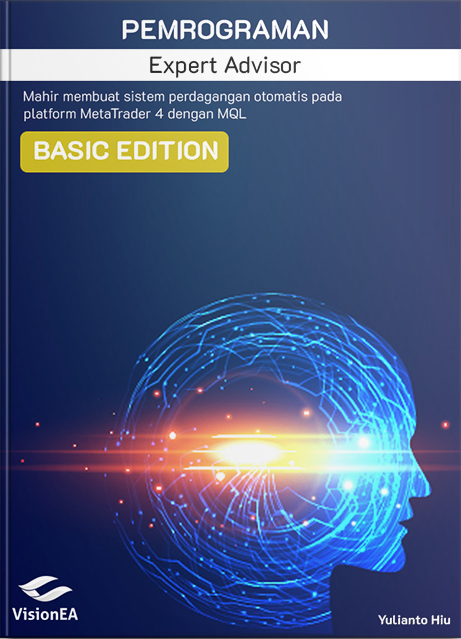 PEMROGRAMAN
Expert Advisor
Mahir membuat sistem perdagangan otomatis pada
platform MetaTrader 4 dengan MQL
BASIC EDITION
VisionEA
Yulianto Hiu